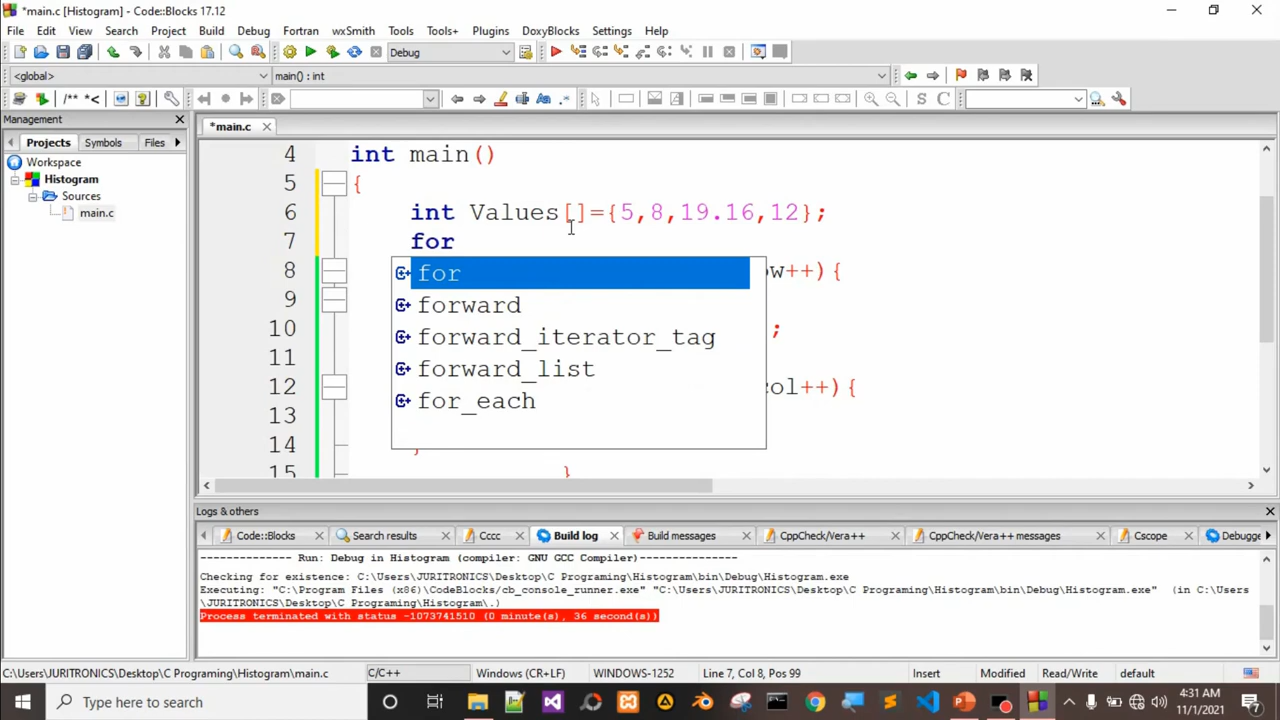 *main.c [Histogram] - Code::Blocks 17.12
File Edit View Search Project Build Debug Fortran wxSmith Tools Tools+ Plugins DoxyBlocks Settings Help
Debug
<global> main() : int
/** *< Aa .* S C
Management
*main.c
Projects Symbols Files
Workspace
Histogram
Sources
main.c
4 int main()
5 {
6 int Values[]={5,8,19.16,12};
7 for
8 ow++){
9
10 ;
11
12 col++){
13
14 }
15 }
for
forward
forward_iterator_tag
forward_list
for_each
Logs & others
Code::Blocks Search results Cccc Build log Build messages CppCheck/Vera++ CppCheck/Vera++ messages Cscope Debugge
-------------- Run: Debug in Histogram (compiler: GNU GCC Compiler)---------------
Checking for existence: C:\Users\JURITRONICS\Desktop\C Programing\Histogram\bin\Debug\Histogram.exe
Executing: "C:\Program Files (x86)\CodeBlocks/cb_console_runner.exe" "C:\Users\JURITRONICS\Desktop\C Programing\Histogram\bin\Debug\Histogram.exe"  (in C:\Users
\JURITRONICS\Desktop\C Programing\Histogram\.)
Process terminated with status -1073741510 (0 minute(s), 36 second(s))
C:\Users\JURITRONICS\Desktop\C Programing\Histogram\main.c C/C++ Windows (CR+LF) WINDOWS-1252 Line 7, Col 8, Pos 99 Insert Modified Read/Write default
Type here to search
4:31 AM
11/1/2021
7